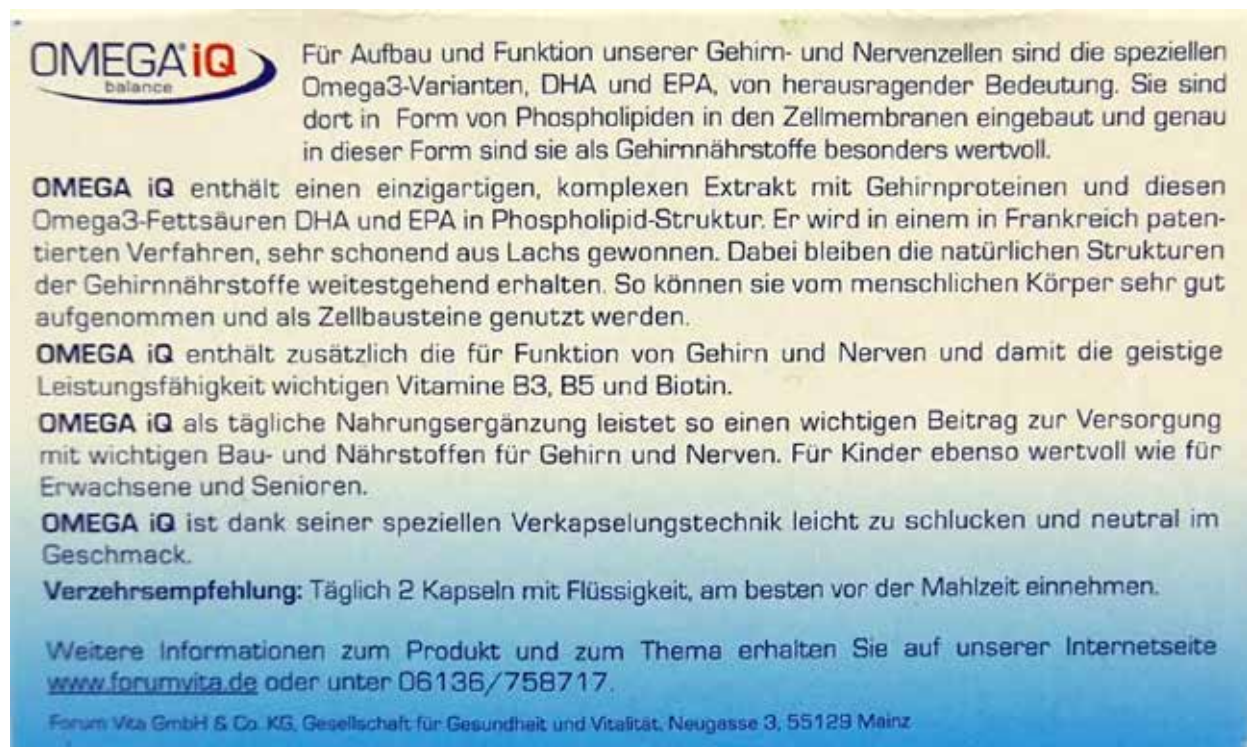 OMEGA® iQ
balance
Für Aufbau und Funktion unserer Gehirn- und Nervenzellen sind die speziellen
Omega3-Varianten, DHA und EPA, von herausragender Bedeutung. Sie sind
dort in Form von Phospholipiden in den Zellmembranen eingebaut und genau
in dieser Form sind sie als Gehirnnährstoffe besonders wertvoll.
OMEGA iQ enthält einen einzigartigen, komplexen Extrakt mit Gehirnproteinen und diesen
Omega3-Fettsäuren DHA und EPA in Phospholipid-Struktur. Er wird in einem in Frankreich paten-
tierten Verfahren, sehr schonend aus Lachs gewonnen. Dabei bleiben die natürlichen Strukturen
der Gehirnnährstoffe weitestgehend erhalten. So können sie vom menschlichen Körper sehr gut
aufgenommen und als Zellbausteine genutzt werden.
OMEGA iQ enthält zusätzlich die für Funktion von Gehirn und Nerven und damit die geistige
Leistungsfähigkeit wichtigen Vitamine B3, B5 und Biotin.
OMEGA iQ als tägliche Nahrungsergänzung leistet so einen wichtigen Beitrag zur Versorgung
mit wichtigen Bau- und Nährstoffen für Gehirn und Nerven. Für Kinder ebenso wertvoll wie für
Erwachsene und Senioren.
OMEGA iQ ist dank seiner speziellen Verkapselungstechnik leicht zu schlucken und neutral im
Geschmack.
Verzehrsempfehlung: Täglich 2 Kapseln mit Flüssigkeit, am besten vor der Mahlzeit einnehmen.
Weitere Informationen zum Produkt und zum Thema erhalten Sie auf unserer Internetseite
www.forumvita.de oder unter 06136/758717.
Forum Vita GmbH & Co. KG, Gesellschaft für Gesundheit und Vitalität, Neugasse 3, 55129 Mainz